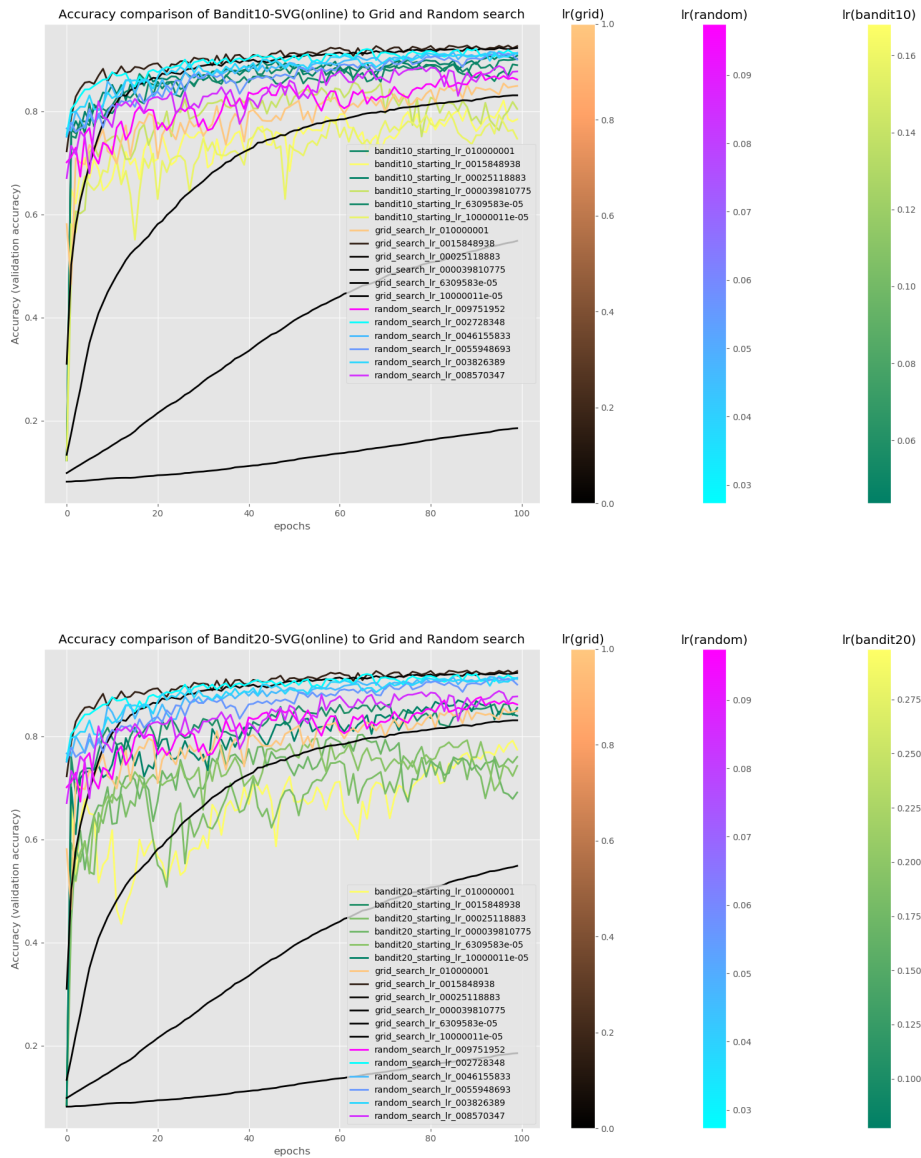 Accuracy comparison of Bandit10-SVG(online) to Grid and Random search
lr(grid)
lr(random)
lr(bandit10)
Accuracy (validation accuracy)
0.8
0.6
0.4
0.2
0
20
40
60
80
100
epochs
bandit10_starting_lr_010000001
bandit10_starting_lr_0015848938
bandit10_starting_lr_00025118883
bandit10_starting_lr_000039810775
bandit10_starting_lr_6309583e-05
bandit10_starting_lr_10000011e-05
grid_search_lr_010000001
grid_search_lr_0015848938
grid_search_lr_00025118883
grid_search_lr_000039810775
grid_search_lr_6309583e-05
grid_search_lr_10000011e-05
random_search_lr_009751952
random_search_lr_002728348
random_search_lr_0046155833
random_search_lr_0055948693
random_search_lr_003826389
random_search_lr_008570347
1.0
0.8
0.6
0.4
0.2
0.0
0.09
0.08
0.07
0.06
0.05
0.04
0.03
0.16
0.14
0.12
0.10
0.08
0.06
Accuracy comparison of Bandit20-SVG(online) to Grid and Random search
lr(grid)
lr(random)
lr(bandit20)
Accuracy (validation accuracy)
0.8
0.6
0.4
0.2
0
20
40
60
80
100
epochs
bandit20_starting_lr_010000001
bandit20_starting_lr_0015848938
bandit20_starting_lr_00025118883
bandit20_starting_lr_000039810775
bandit20_starting_lr_6309583e-05
bandit20_starting_lr_10000011e-05
grid_search_lr_010000001
grid_search_lr_0015848938
grid_search_lr_00025118883
grid_search_lr_000039810775
grid_search_lr_6309583e-05
grid_search_lr_10000011e-05
random_search_lr_009751952
random_search_lr_002728348
random_search_lr_0046155833
random_search_lr_0055948693
random_search_lr_003826389
random_search_lr_008570347
1.0
0.8
0.6
0.4
0.2
0.0
0.09
0.08
0.07
0.06
0.05
0.04
0.03
0.275
0.250
0.225
0.200
0.175
0.150
0.125
0.100